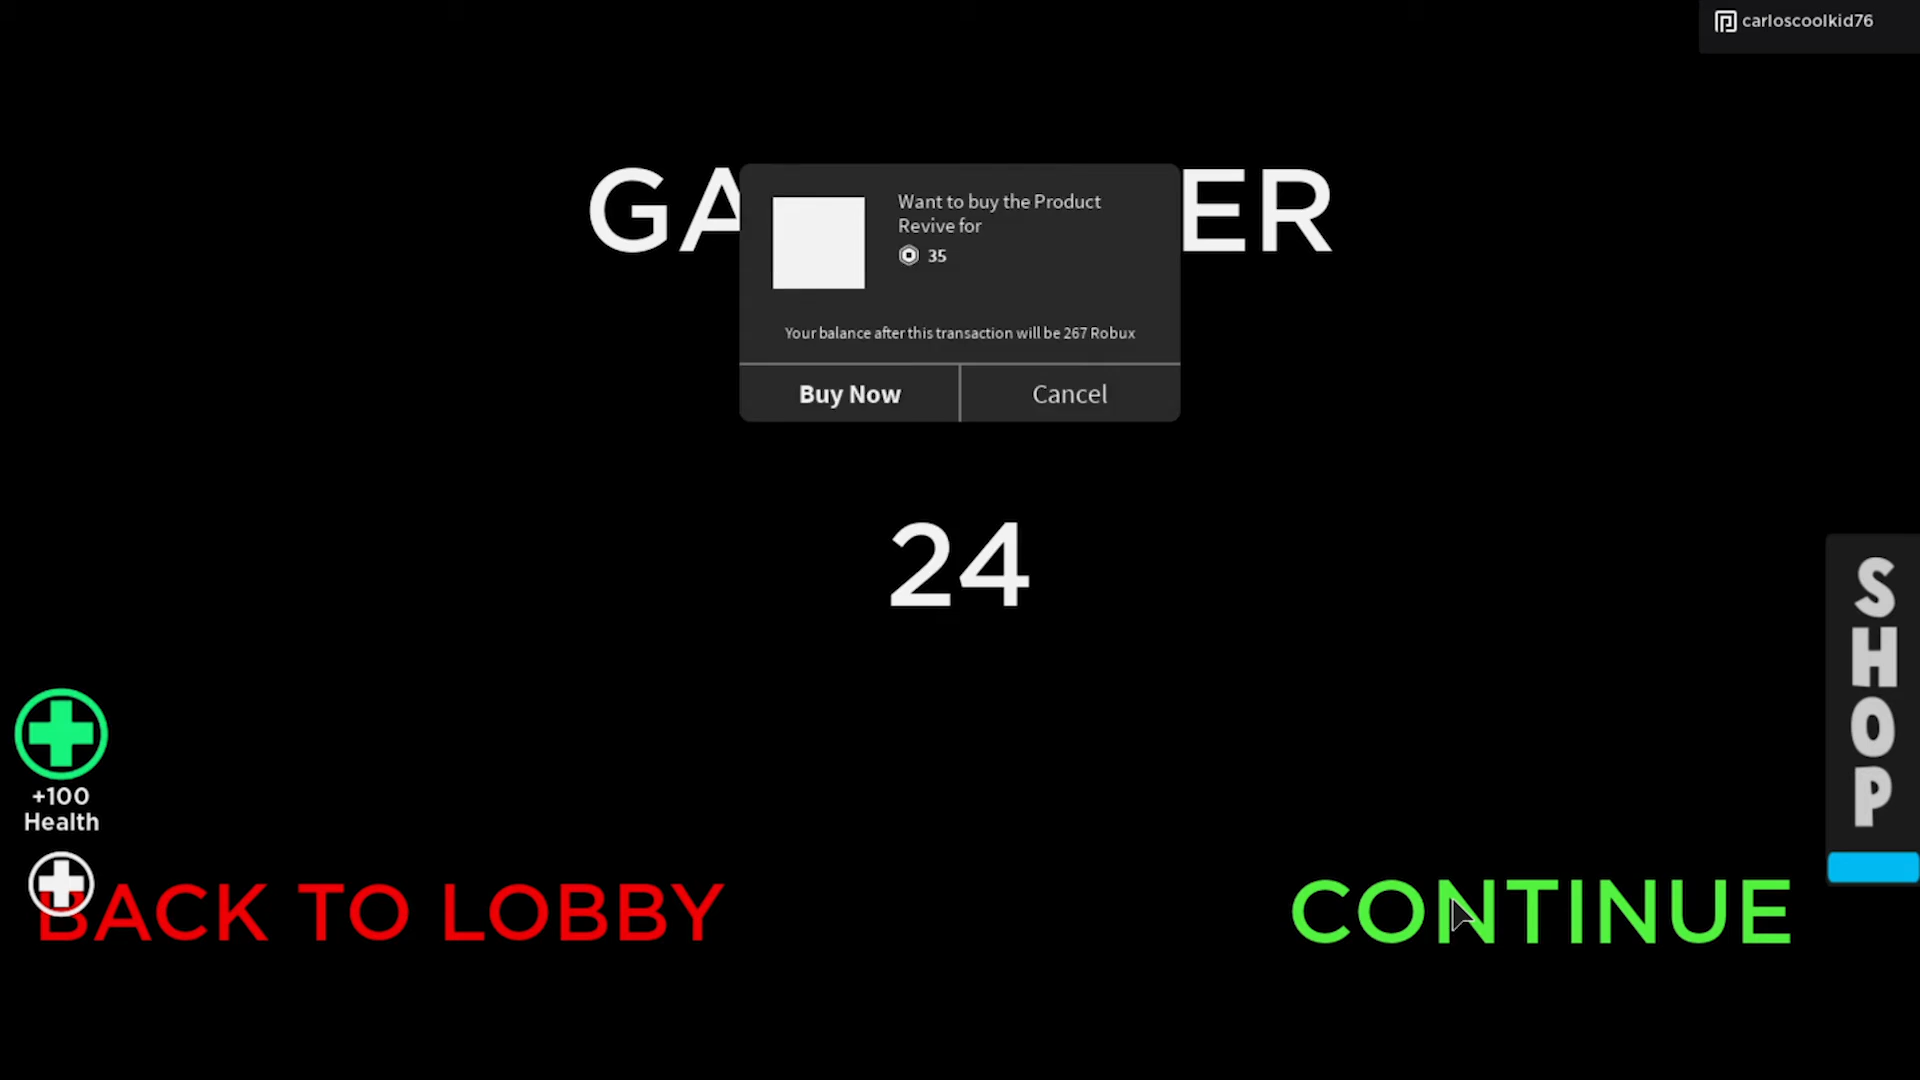 carloscoolkid76
GA ER
Want to buy the Product
Revive for
35
Your balance after this transaction will be 267 Robux
Buy Now
Cancel
24
SHOP
+100
Health
BACK TO LOBBY
CONTINUE